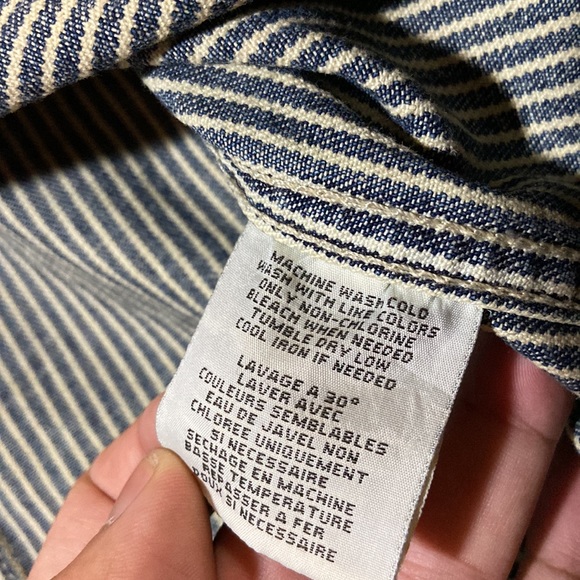 MACHINE WASH COLD
WASH WITH LIKE COLORS
ONLY NON-CHLORINE
BLEACH WHEN NEEDED
TUMBLE DRY LOW
COOL IRON IF NEEDED
LAVAGE A 30°
LAVER AVEC
COULEURS SEMBLABLES
EAU DE JAVEL NON
CHLOREE UNIQUEMENT
SI NECESSAIRE
SECHAGE EN MACHINE
BASSE TEMPERATURE
REPASSER A FER
DOUX SI NECESSAIRE